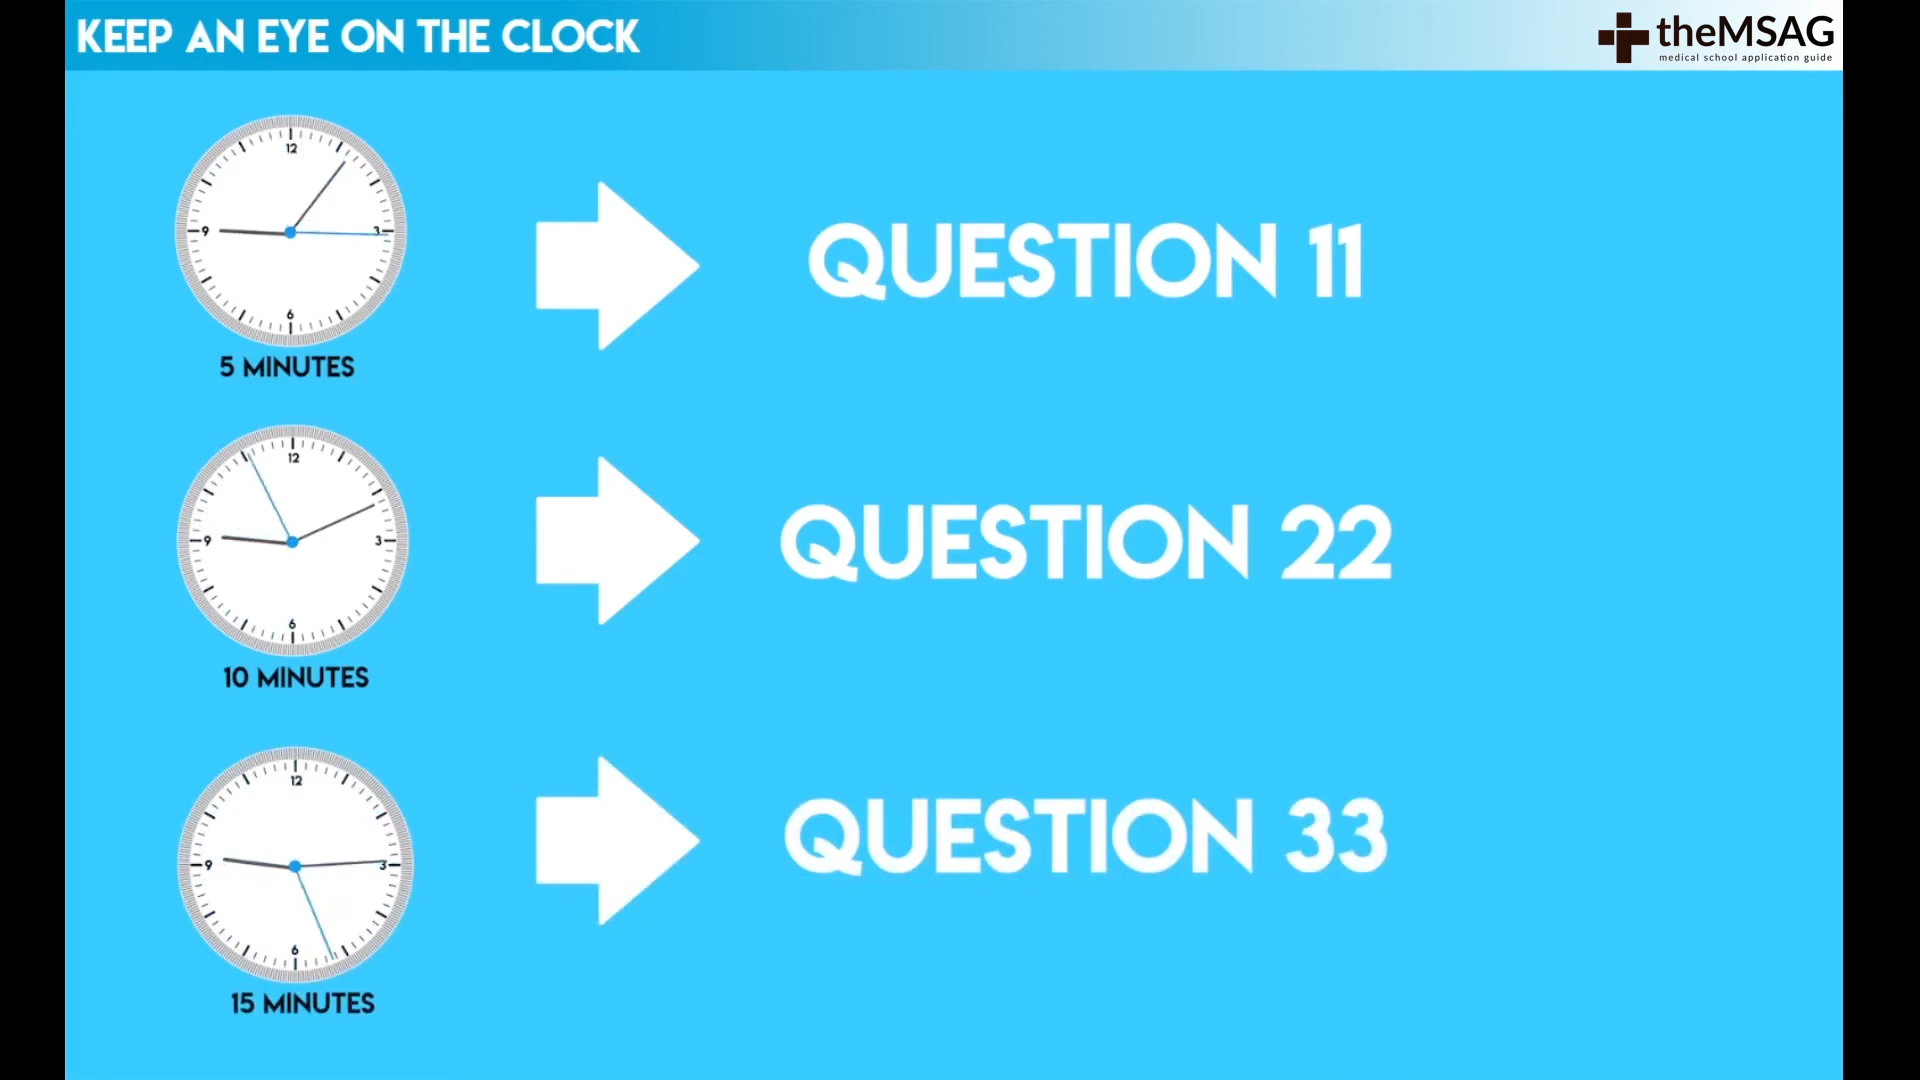 KEEP AN EYE ON THE CLOCK
theMSAG
medical school application guide
12
9
3
6
5 MINUTES
QUESTION 11
12
9
3
6
10 MINUTES
QUESTION 22
12
9
3
6
15 MINUTES
QUESTION 33